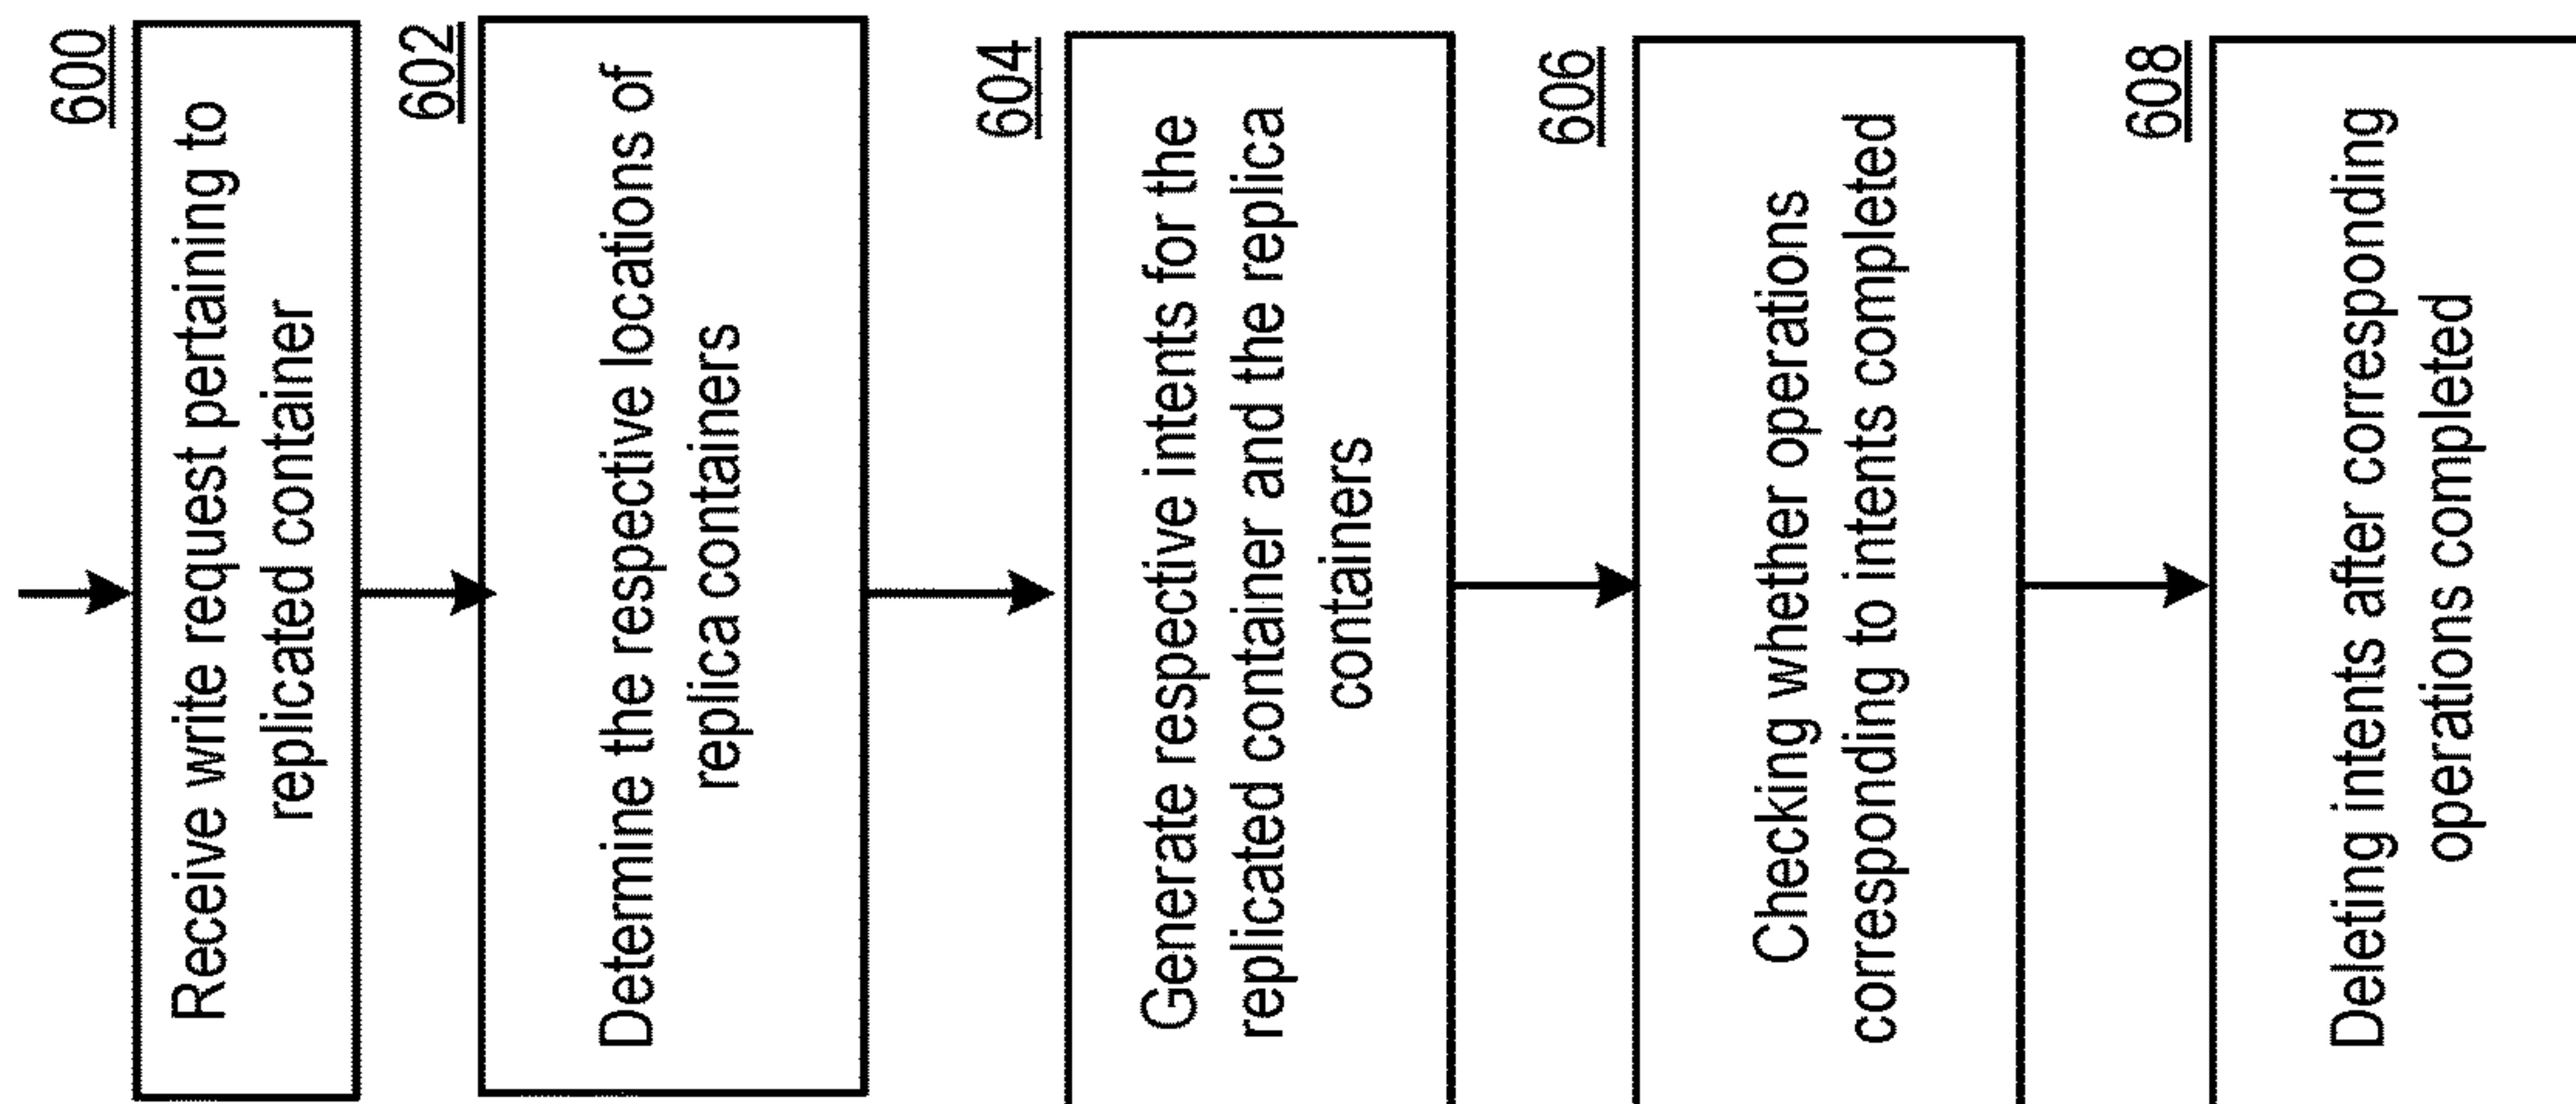 600
Receive write request pertaining to
replicated container
602
Determine the respective locations of
replica containers
604
Generate respective intents for the
replicated container and the replica
containers
606
Checking whether operations
corresponding to intents completed
608
Deleting intents after corresponding
operations completed